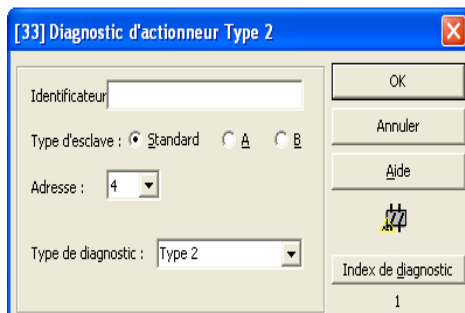 [33] Diagnostic d'actionneur Type 2
Identificateur
OK
Type d'esclave : Standard A B
Annuler
Adresse : 4
Aide
Type de diagnostic : Type 2
Index de diagnostic
1